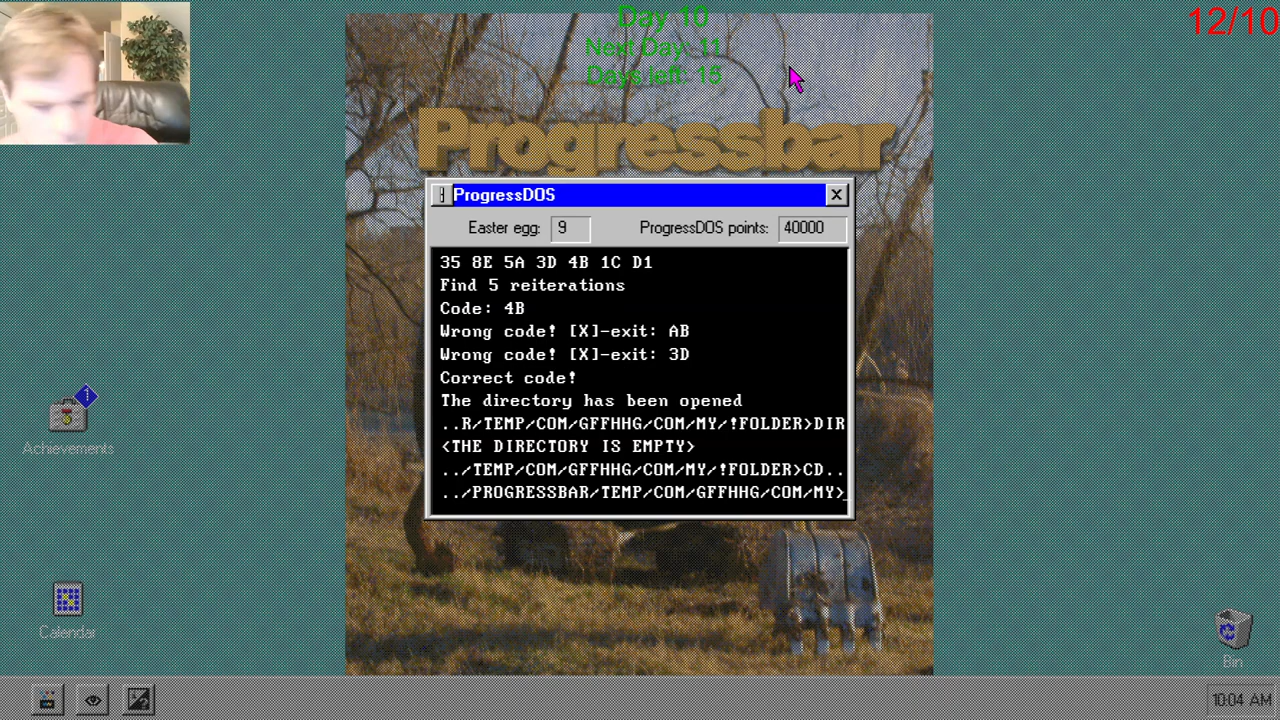 Day 10
Next Day: 11
Days left: 15
12/10
Progressbar
ProgressDOS
Easter egg: 9
ProgressDOS points: 40000
35 8E 5A 3D 4B 1C D1
Find 5 reiterations
Code: 4B
Wrong code! [X]-exit: AB
Wrong code! [X]-exit: 3D
Correct code!
The directory has been opened
..R/TEMP/COM/GFFHHG/COM/MY/!FOLDER>DIR
<THE DIRECTORY IS EMPTY>
../TEMP/COM/GFFHHG/COM/MY/!FOLDER>CD..
../PROGRESSBAR/TEMP/COM/GFFHHG/COM/MY>_
1
Achievements
Calendar
Bin
10:04 AM